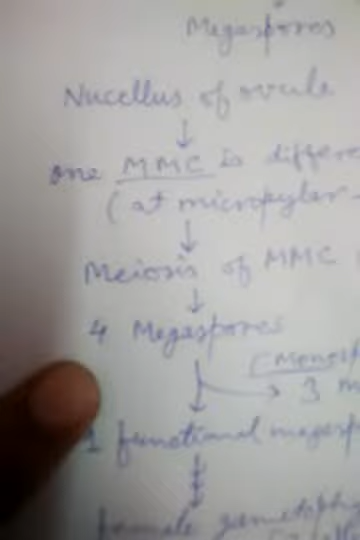 Megaspores
Nucellus of ovule
one MMC is differe
( at micropylar-
Meiosis of MMC
4 Megaspores
(Monosp
3 m
1 functional megasp
female gametoph